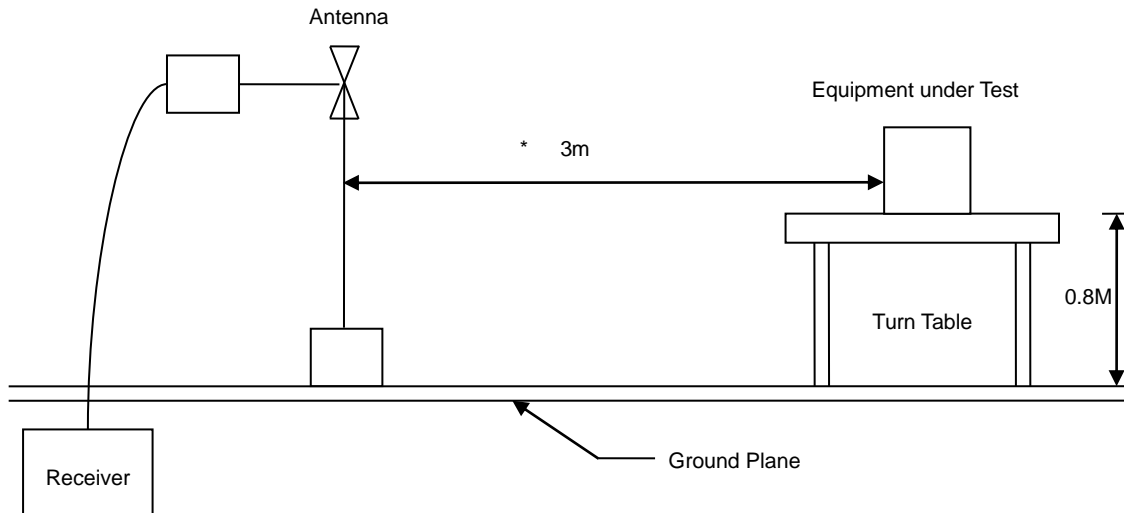 Antenna
Equipment under Test
* 3m
0.8M
Turn Table
Ground Plane
Receiver